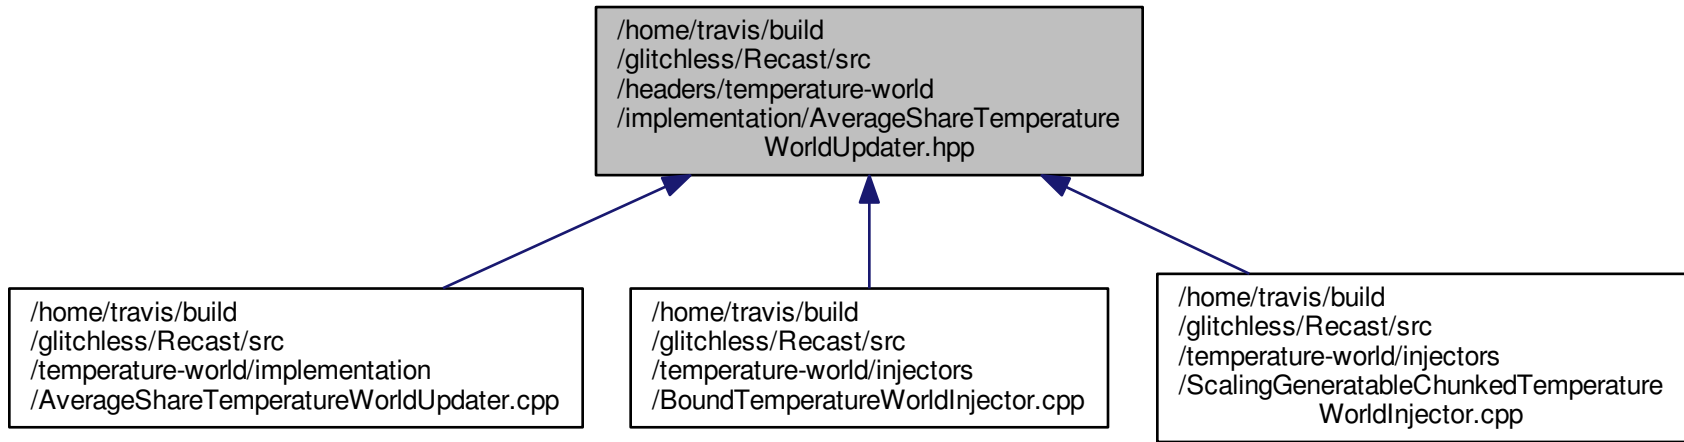 /home/travis/build
/glitchless/Recast/src
/headers/temperature-world
/implementation/AverageShareTemperature
WorldUpdater.hpp
/home/travis/build
/glitchless/Recast/src
/temperature-world/implementation
/AverageShareTemperatureWorldUpdater.cpp
/home/travis/build
/glitchless/Recast/src
/temperature-world/injectors
/BoundTemperatureWorldInjector.cpp
/home/travis/build
/glitchless/Recast/src
/temperature-world/injectors
/ScalingGeneratableChunkedTemperature
WorldInjector.cpp